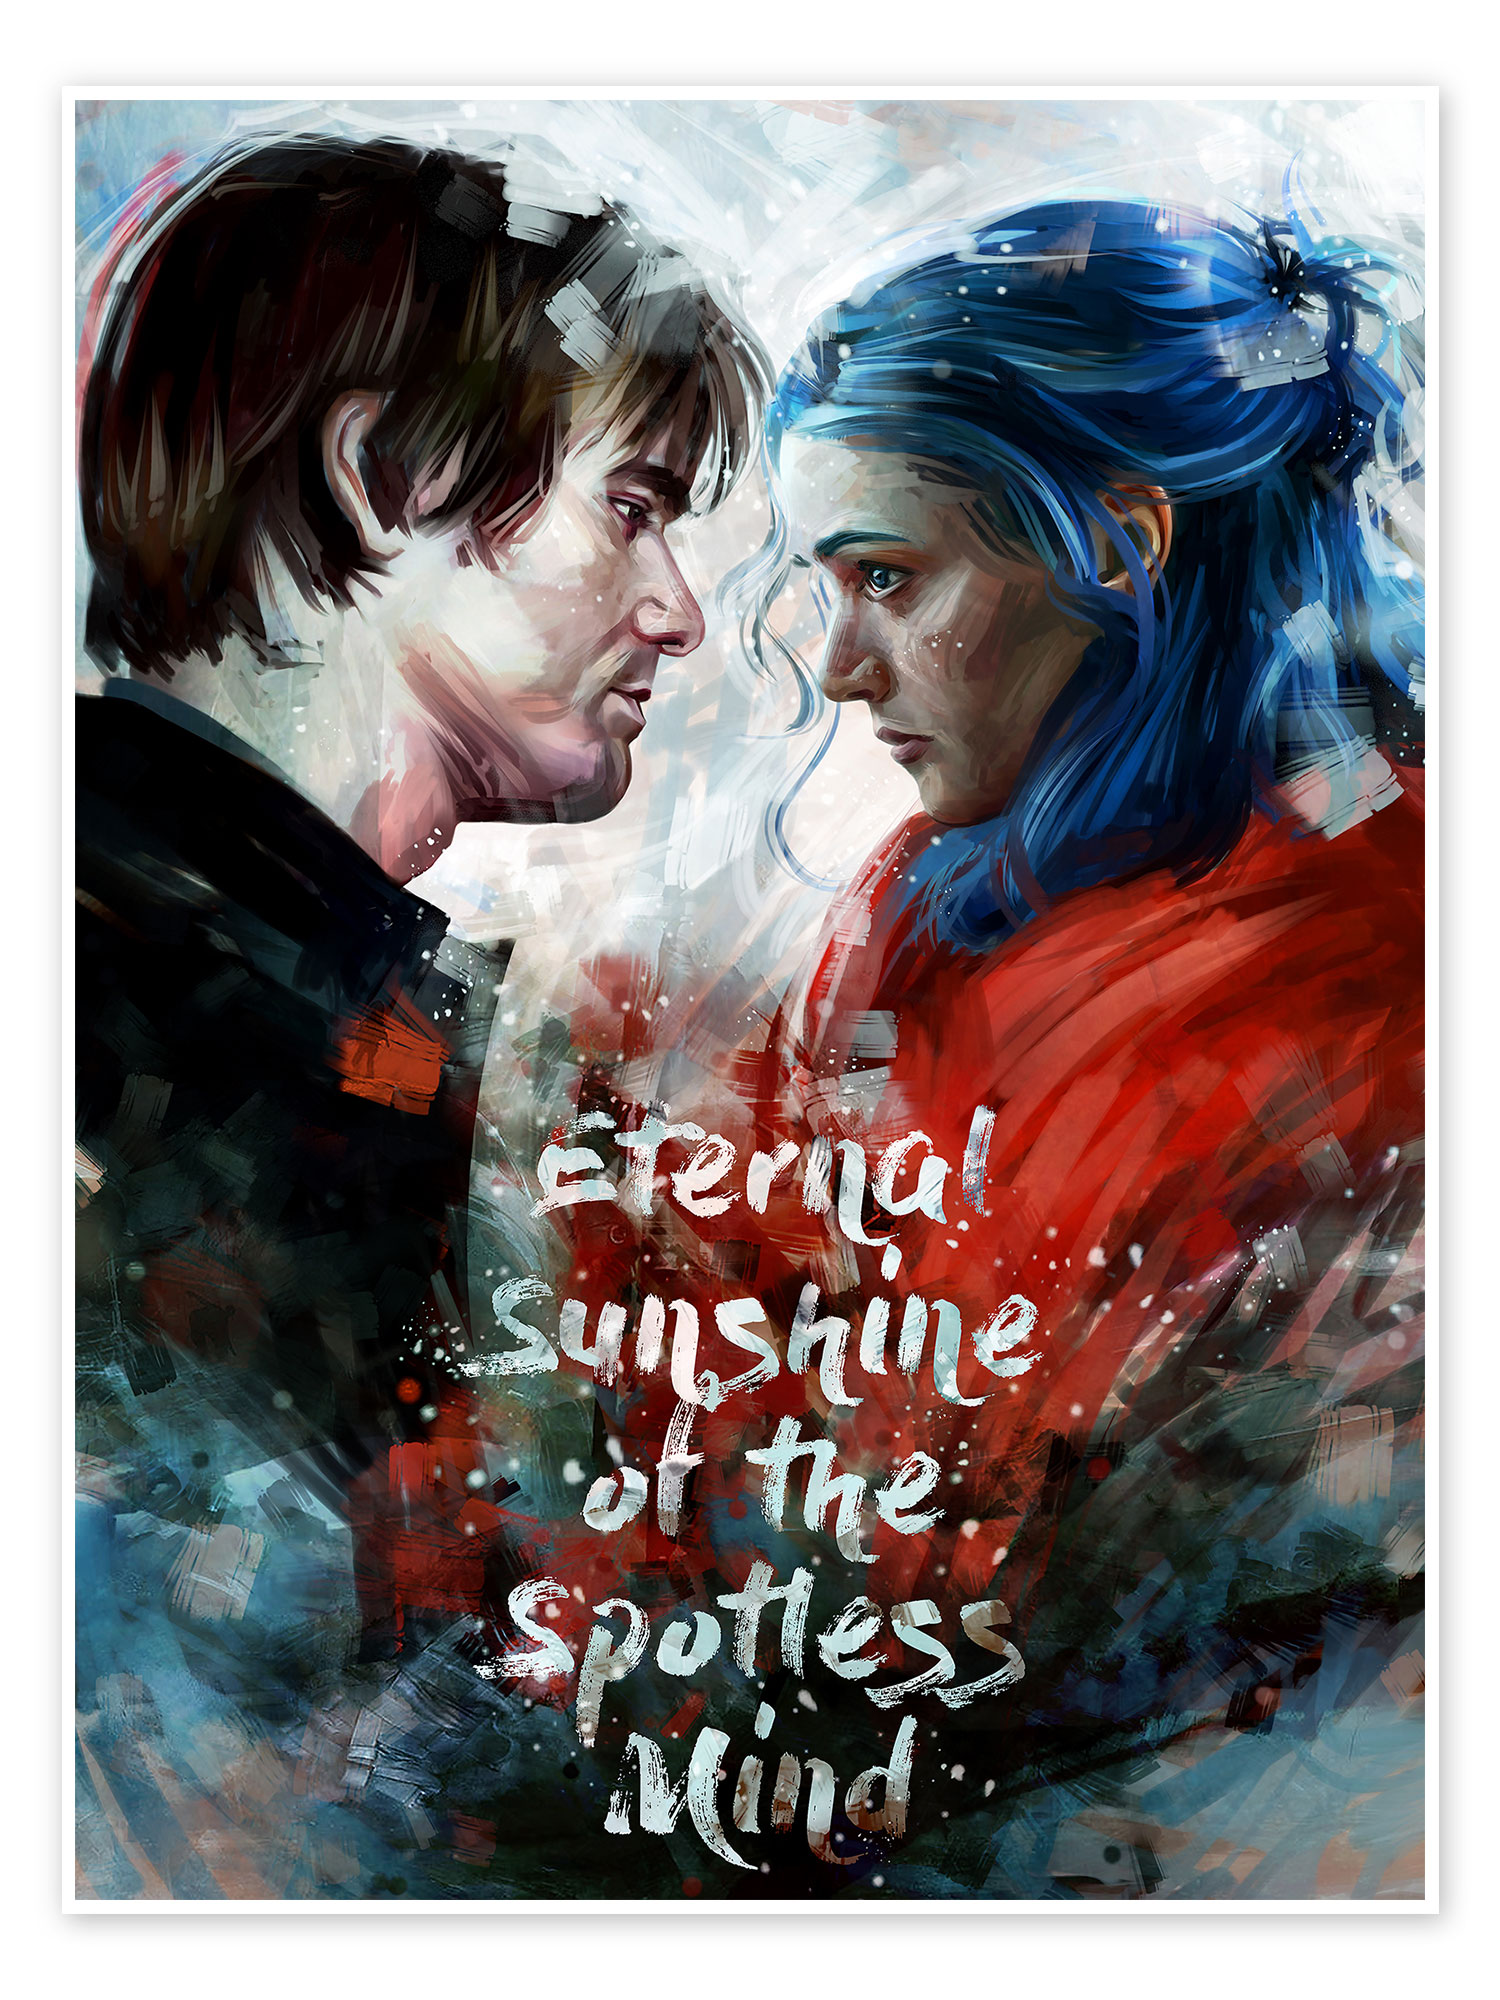 Eternal
Sunshine
of the
Spotless
Mind